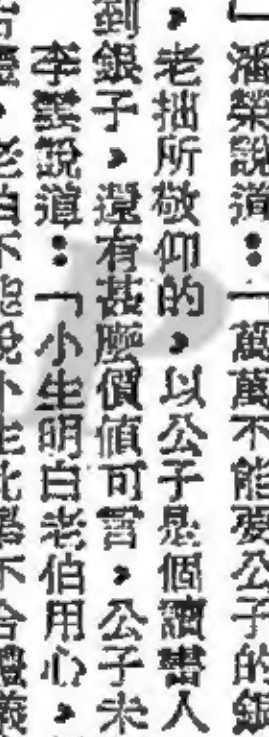 」潘榮說道：「萬萬不能要公子的銀
，老拙所敬仰的，以公子是個讀書人
到銀子，還有甚麼價值可言，公子未
李雲說道：「小生明白老伯用心，
，老伯不能說小生此舉不合禮義